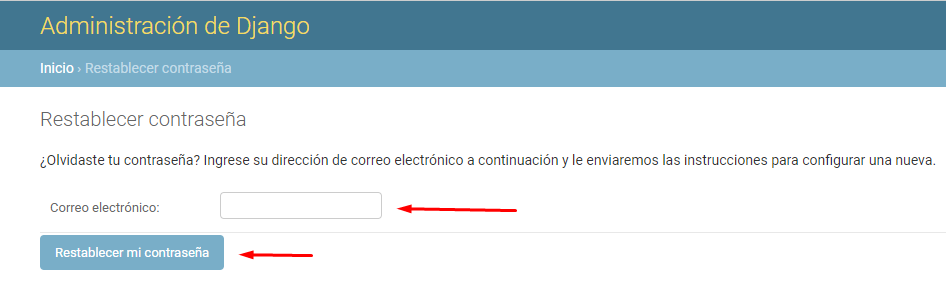 Administración de Django
Inicio › Restablecer contraseña
Restablecer contraseña
¿Olvidaste tu contraseña? Ingrese su dirección de correo electrónico a continuación y le enviaremos las instrucciones para configurar una nueva.
Correo electrónico:
Restablecer mi contraseña